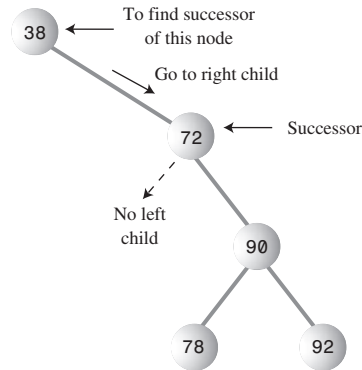 To find successor
of this node
38
Go to right child
72
Successor
No left
child
90
78
92